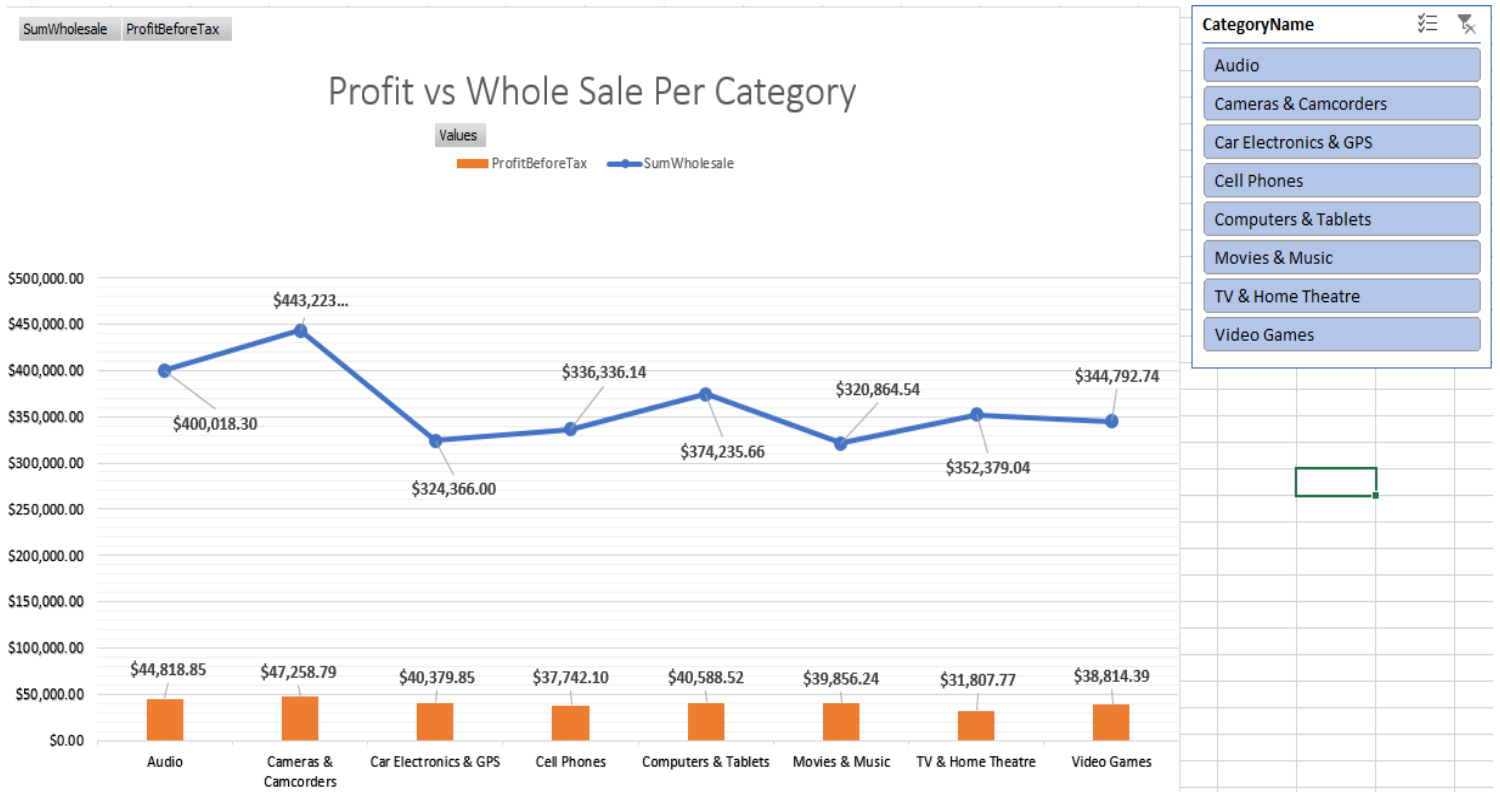 SumWholesale ProfitBeforeTax
Profit vs Whole Sale Per Category
Values
ProfitBeforeTax SumWholesale
$500,000.00
$450,000.00
$400,000.00
$350,000.00
$300,000.00
$250,000.00
$200,000.00
$150,000.00
$100,000.00
$50,000.00
$0.00
$400,018.30
$443,223...
$324,366.00
$336,336.14
$374,235.66
$320,864.54
$352,379.04
$344,792.74
$44,818.85
$47,258.79
$40,379.85
$37,742.10
$40,588.52
$39,856.24
$31,807.77
$38,814.39
Audio
Cameras &
Camcorders
Car Electronics & GPS
Cell Phones
Computers & Tablets
Movies & Music
TV & Home Theatre
Video Games
CategoryName
Audio
Cameras & Camcorders
Car Electronics & GPS
Cell Phones
Computers & Tablets
Movies & Music
TV & Home Theatre
Video Games